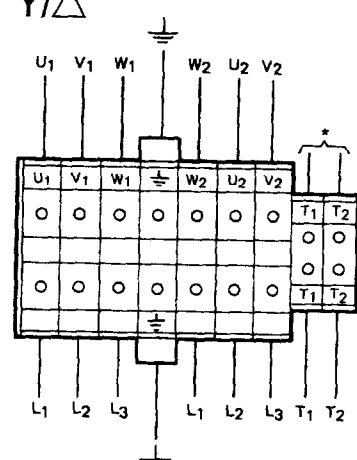 Y/△
U1 V1 W1 W2 U2 V2
*
U1 V1 W1 W2 U2 V2
T1 T2
T1 T2
L1 L2 L3 L1 L2 L3 T1 T2